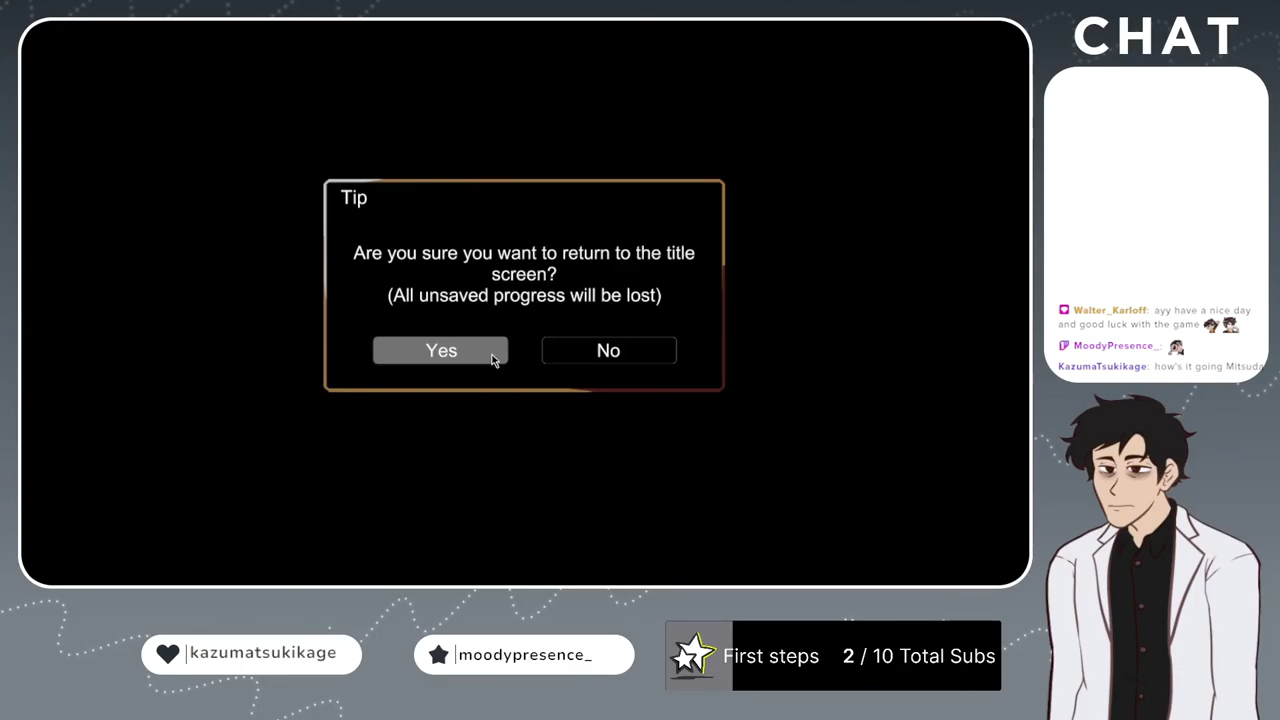 CHAT
Tip
Are you sure you want to return to the title
screen?
(All unsaved progress will be lost)
Yes
No
Walter_Karloff: ayy have a nice day
and good luck with the game
MoodyPresence_:
KazumaTsukikage: how's it going Mitsuda
kazumatsukikage
moodypresence_
First steps 2 / 10 Total Subs